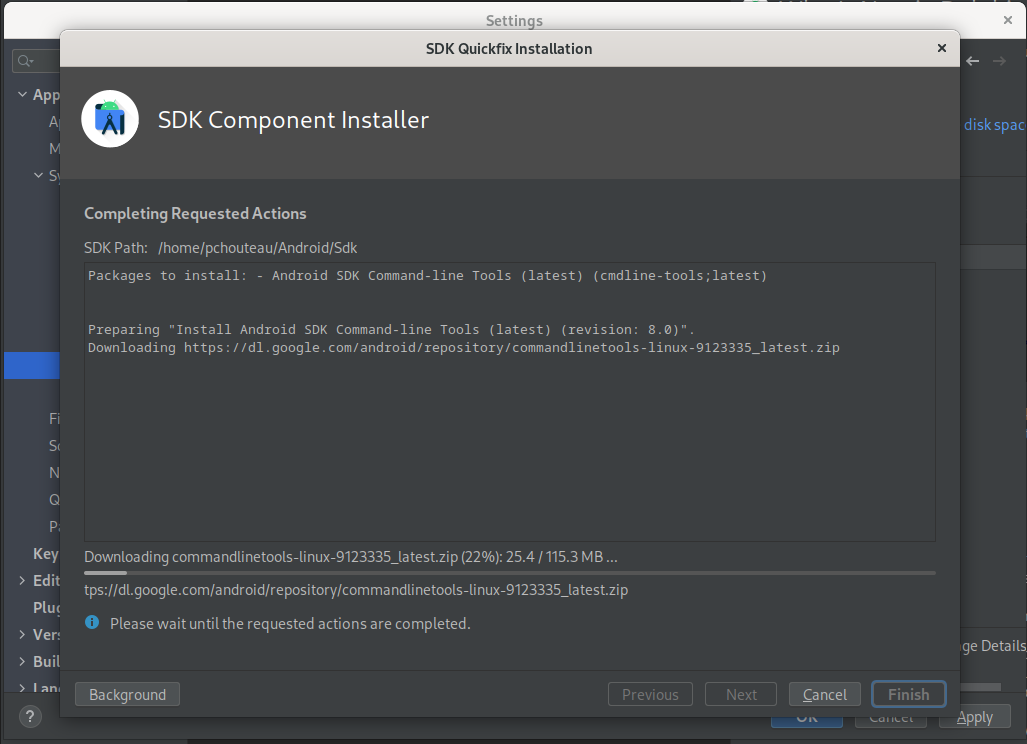 Settings
SDK Quickfix Installation
disk spac
SDK Component Installer
Completing Requested Actions
SDK Path: /home/pchouteau/Android/Sdk
Packages to install: - Android SDK Command-line Tools (latest) (cmdline-tools;latest)
Preparing "Install Android SDK Command-line Tools (latest) (revision: 8.0)".
Downloading https://dl.google.com/android/repository/commandlinetools-linux-9123335_latest.zip
Downloading commandlinetools-linux-9123335_latest.zip (22%): 25.4 / 115.3 MB ...
tps://dl.google.com/android/repository/commandlinetools-linux-9123335_latest.zip
Please wait until the requested actions are completed.
App
M
Sy
Fi
N
Q
Pa
Key
Edit
Plug
Vers
Buil
Lang
ge Details
Background
Previous
Next
Cancel
Finish
?
OK
Cancel
Apply